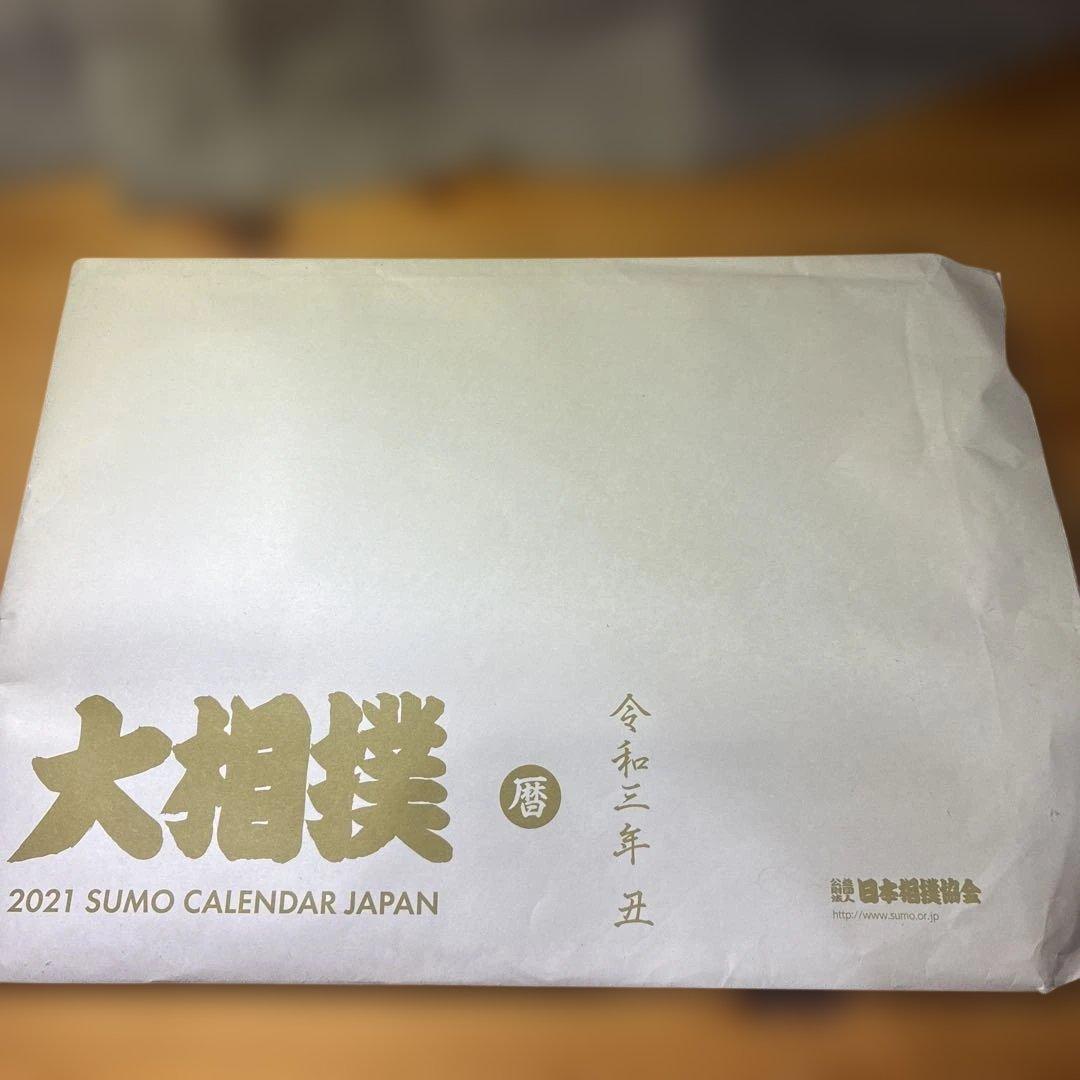 大相撲
2021 SUMO CALENDAR JAPAN
暦
令和三年 丑
公益財団法人 日本相撲協会
http://www.sumo.or.jp